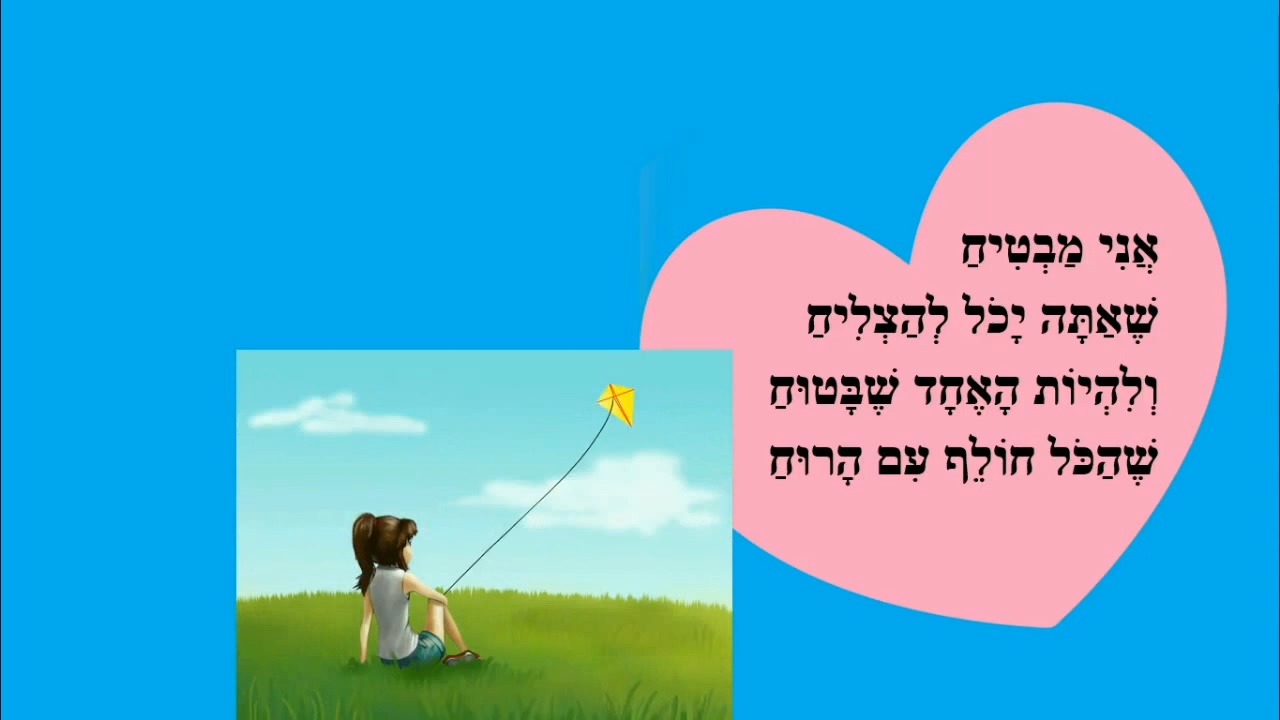 אֲנִי מַבְטִיחַ
שֶׁאַתָּה יָכֹל לְהַצְלִיחַ
וְלִהְיוֹת הָאֶחָד שֶׁבָּטוּחַ
שֶׁהַכֹּל חוֹלֵף עִם הָרוּחַ